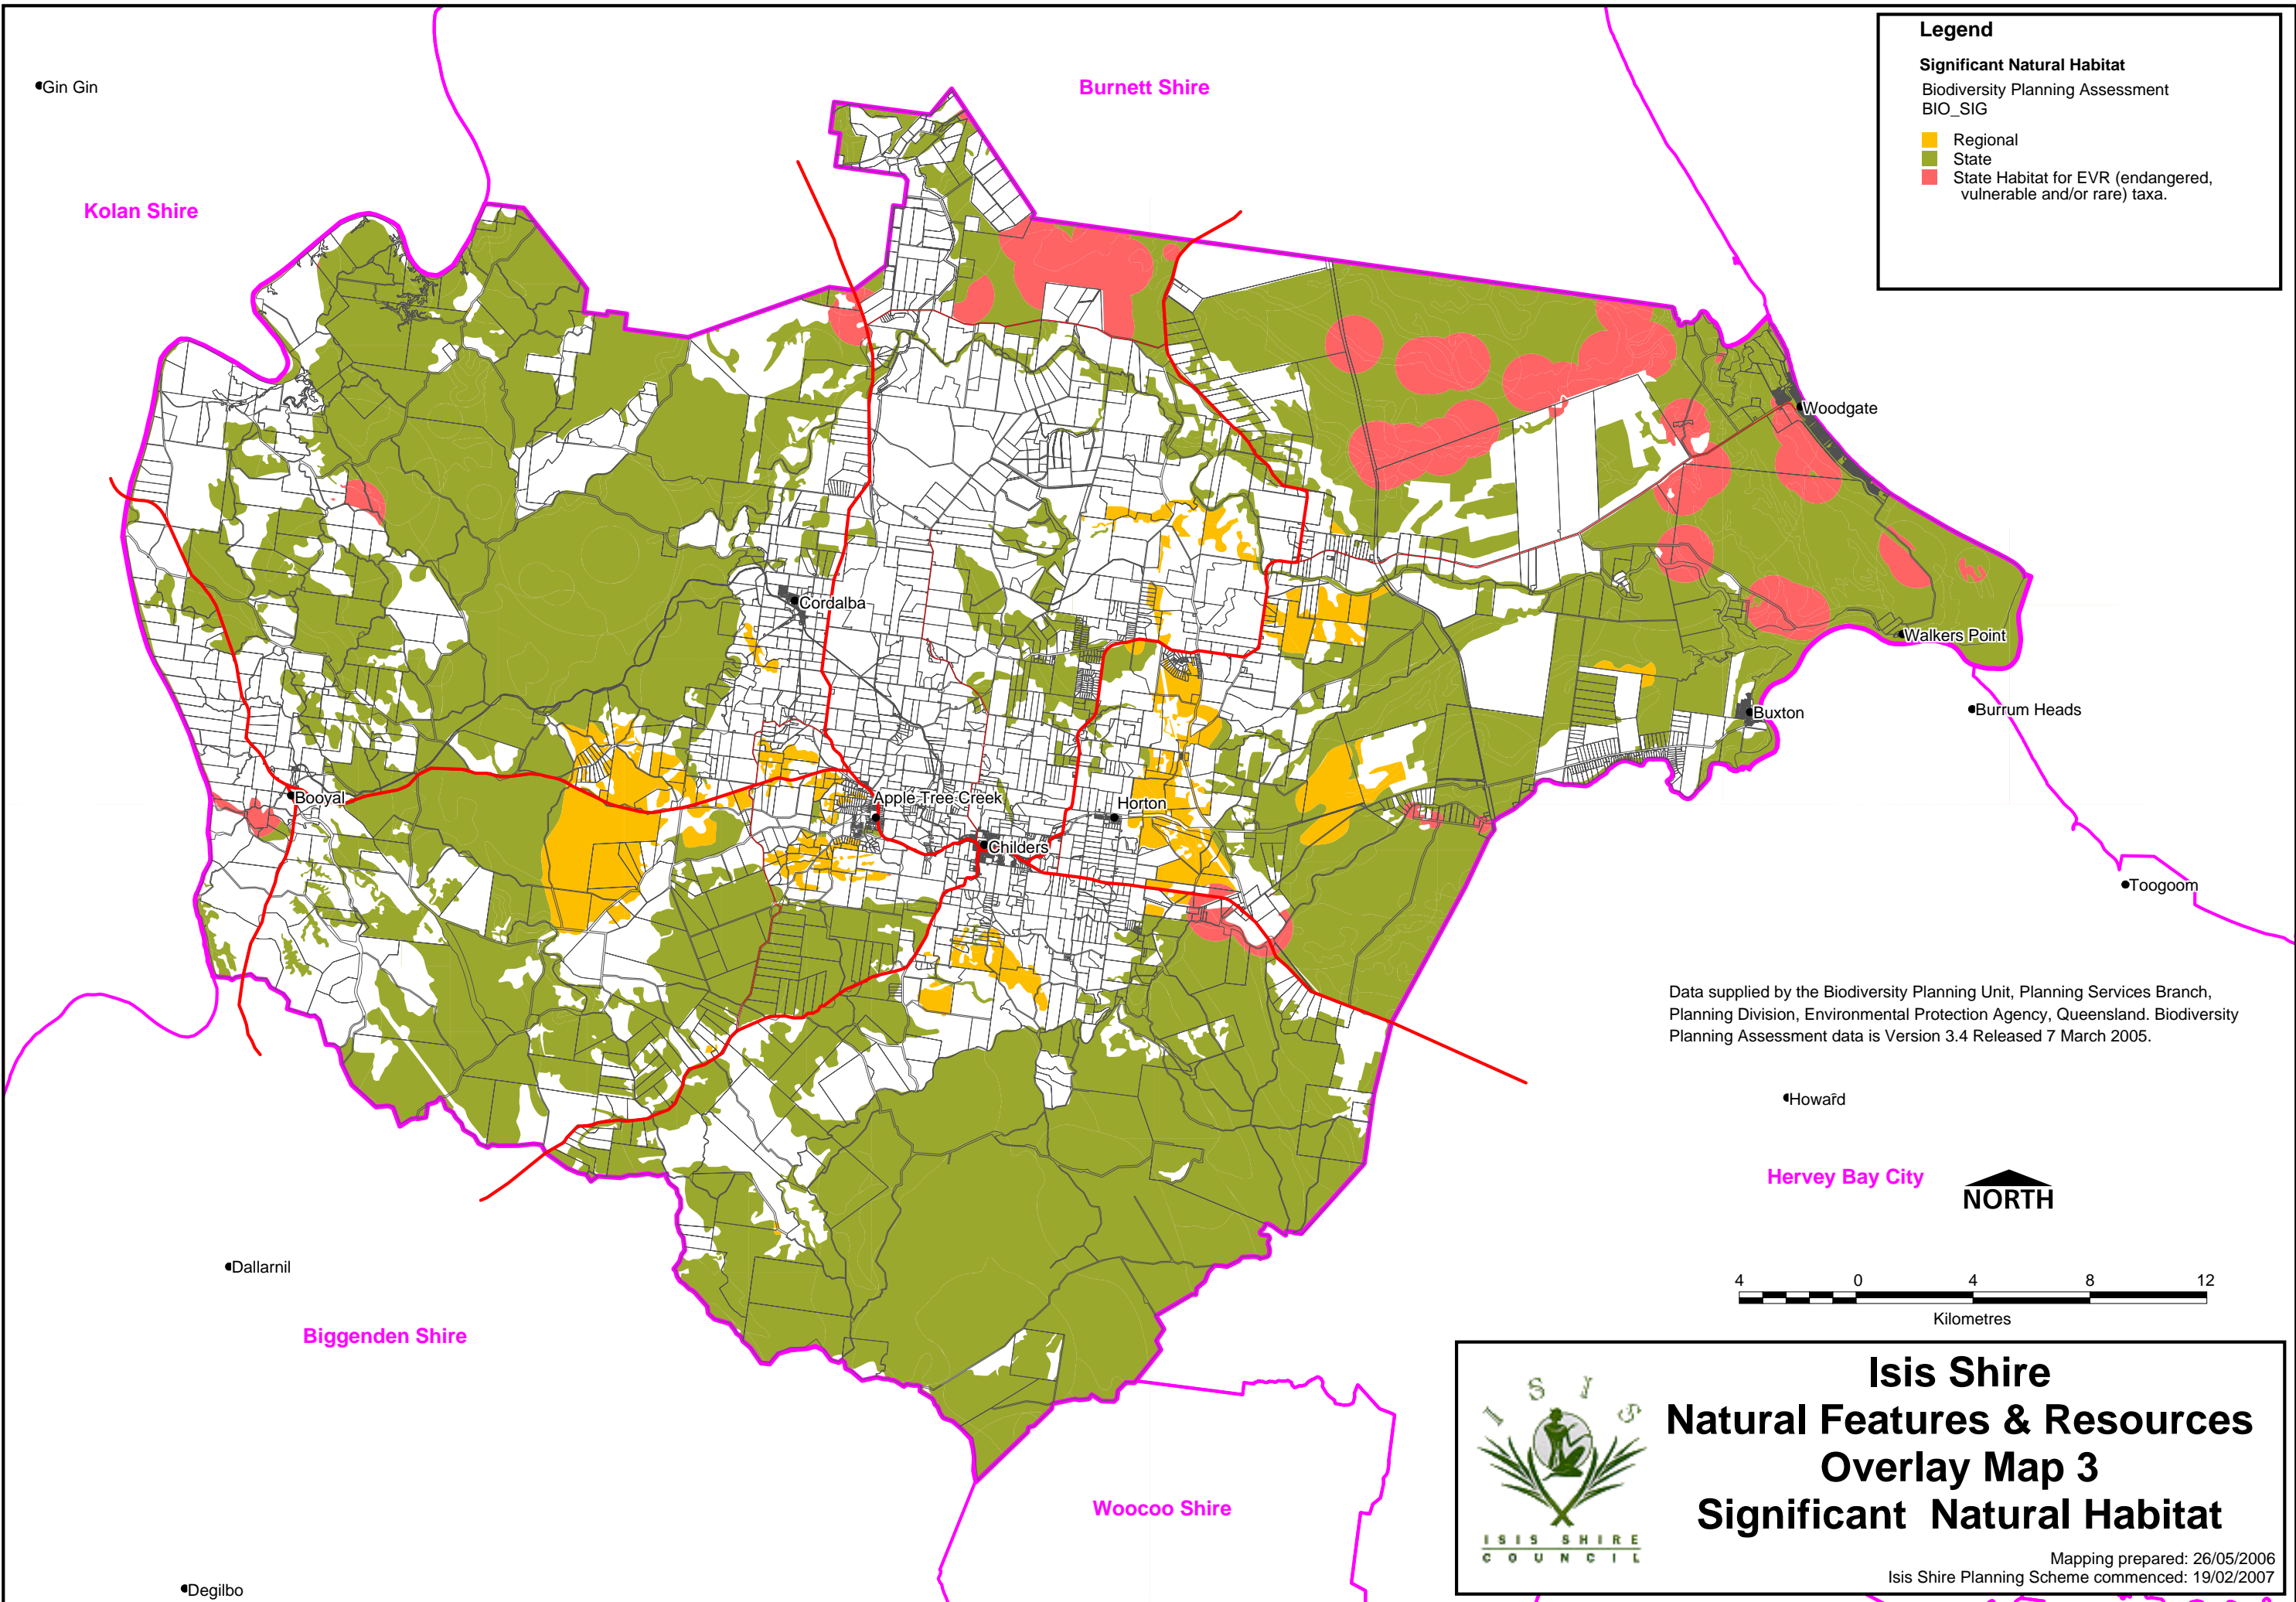 Legend
Significant Natural Habitat
Biodiversity Planning Assessment
BIO_SIG
Regional
State
State Habitat for EVR (endangered,
vulnerable and/or rare) taxa.
Gin Gin
Burnett Shire
Kolan Shire
Woodgate
Cordalba
Walkers Point
Burrum Heads
Buxton
Booyal
Apple Tree Creek
Horton
Childers
Toogoom
Data supplied by the Biodiversity Planning Unit, Planning Services Branch,
Planning Division, Environmental Protection Agency, Queensland. Biodiversity
Planning Assessment data is Version 3.4 Released 7 March 2005.
Howard
Hervey Bay City
NORTH
Dallarnil
4 0 4 8 12
Kilometres
Biggenden Shire
Woocoo Shire
Degilbo
ISIS
ISIS SHIRE
COUNCIL
Isis Shire
Natural Features & Resources
Overlay Map 3
Significant Natural Habitat
Mapping prepared: 26/05/2006
Isis Shire Planning Scheme commenced: 19/02/2007